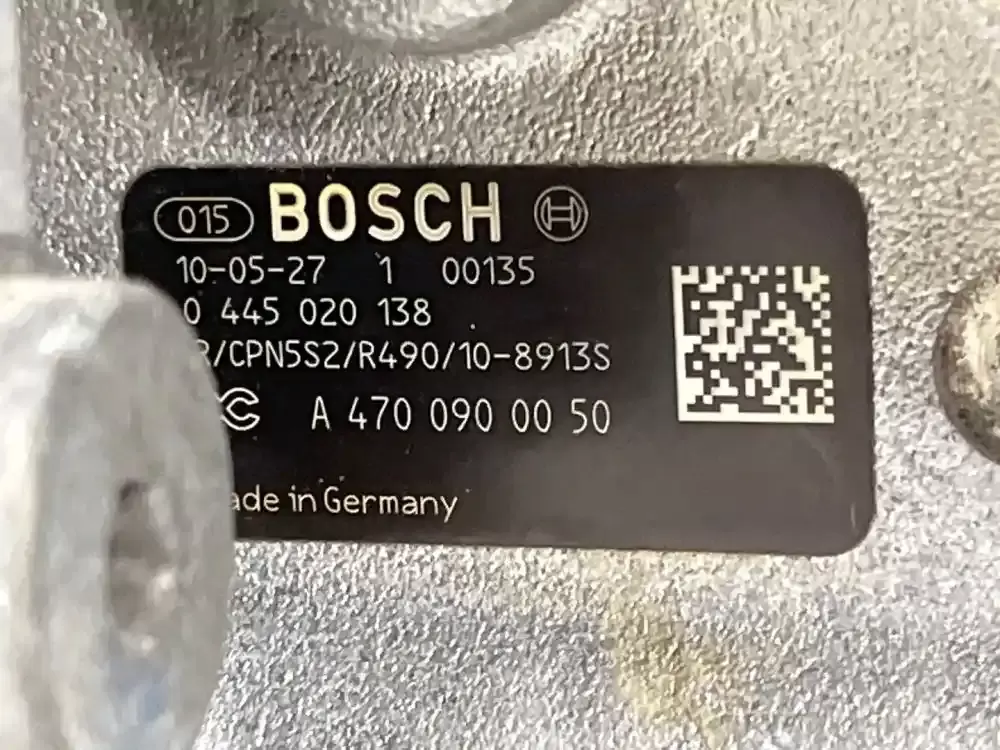 015 BOSCH
10-05-27 1 00135
0 445 020 138
/CPN5S2/R490/10-8913S
A 470 090 00 50
ade in Germany